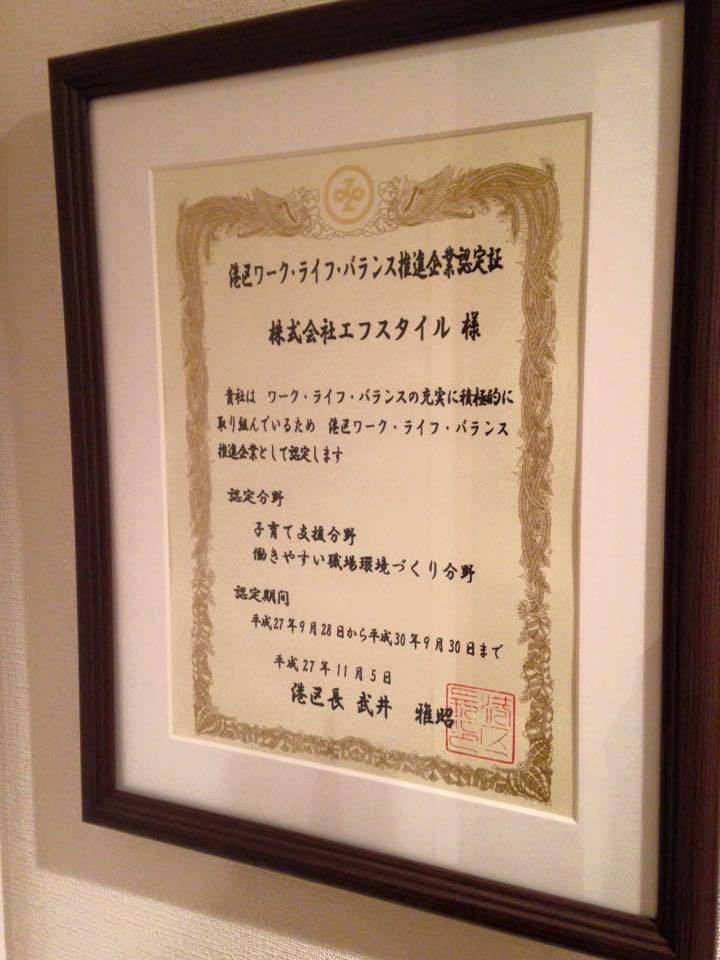 港区ワーク・ライフ・バランス推進企業認定証
株式会社エフスタイル 様
貴社は ワーク・ライフ・バランスの充実に積極的に
取り組んでいるため 港区ワーク・ライフ・バランス
推進企業として認定します
認定分野
子育て支援分野
働きやすい職場環境づくり分野
認定期間
平成27年9月28日から平成30年9月30日まで
平成27年11月5日
港区長 武井 雅昭